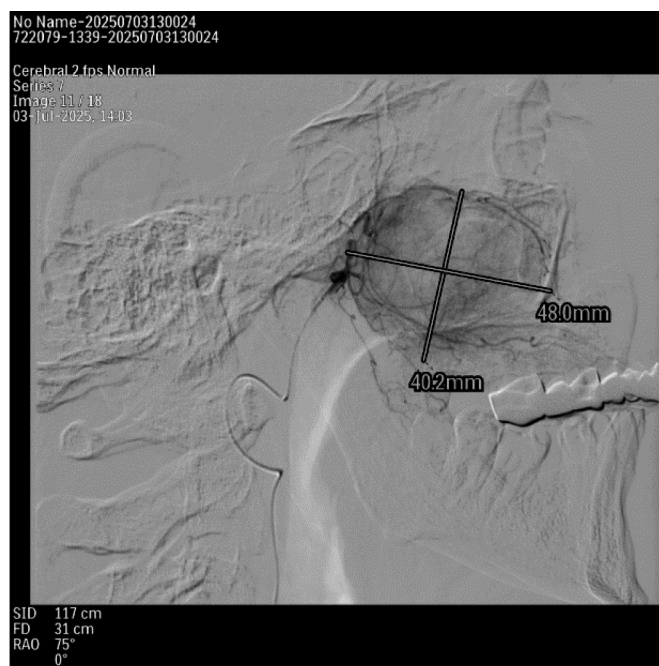 No Name-20250703130024
722079-1339-20250703130024
Cerebral 2 fps Normal
Series 7
Image 11 / 18
03-Jul-2025, 14:03
48.0mm
40.2mm
SID 117 cm
FD 31 cm
RAO 75°
0°